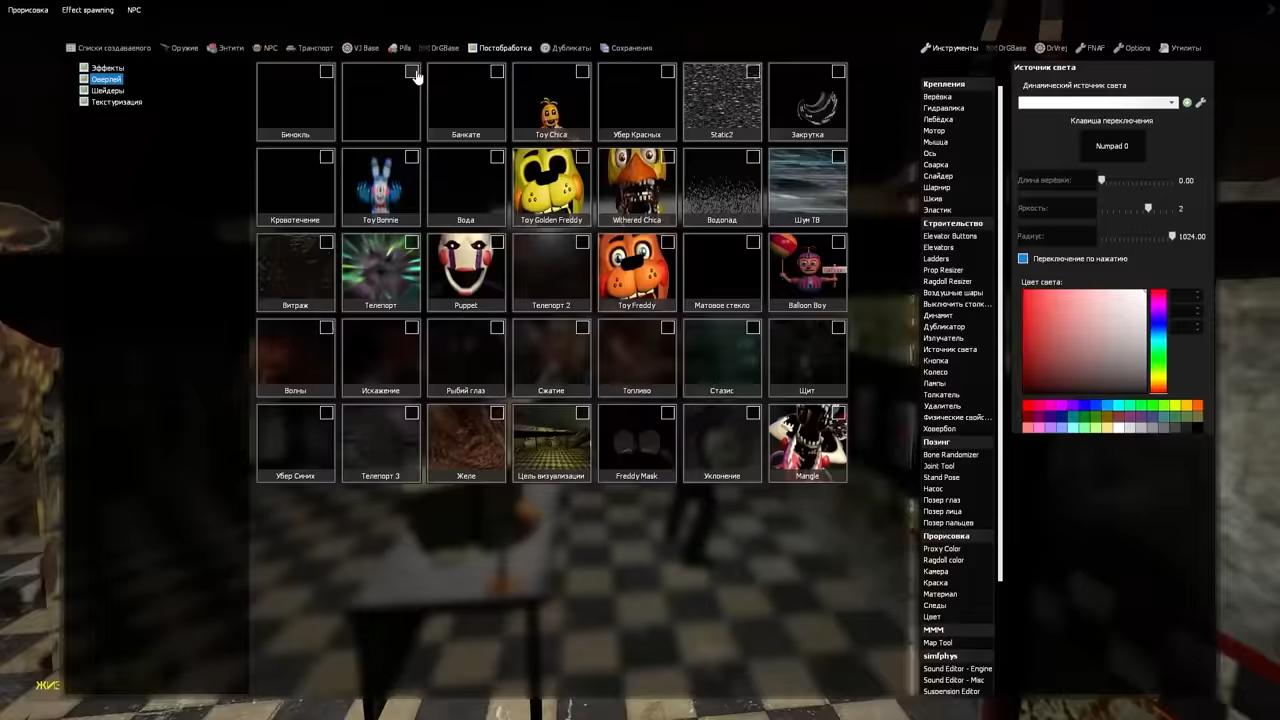 Прорисовка Effect spawning NPC
Списки создаваемого Оружие Энтити NPC Транспорт VJ Base Pills DrGBase Постобработка Дубликаты Сохранения
Инструменты DrGBase DrVrej FNAF Options Утилиты
Эффекты
Оверлей
Шейдеры
Текстуризация
Бинокль Банкате Toy Chica Убер Красных Static2 Закрутка
Кровотечение Toy Bonnie Вода Toy Golden Freddy Withered Chica Водопад Шум ТВ
Витраж Телепорт Puppet Телепорт 2 Toy Freddy Матовое стекло Balloon Boy
Волны Искажение Рыбий глаз Сжатие Топливо Стазис Щит
Убер Синих Телепорт 3 Желе Цель визуализации Freddy Mask Уклонение Mangle
Крепления
Верёвка
Гидравлика
Лебёдка
Мотор
Мышца
Ось
Сварка
Слайдер
Шарнир
Шкив
Эластик
Строительство
Elevator Buttons
Elevators
Ladders
Prop Resizer
Ragdoll Resizer
Воздушные шары
Выключить столк...
Динамит
Дубликатор
Излучатель
Источник света
Кнопка
Колесо
Лампы
Толкатель
Удалитель
Физические свойс...
Ховербол
Позинг
Bone Randomizer
Joint Tool
Stand Pose
Насос
Позер глаз
Позер лица
Позер пальцев
Прорисовка
Proxy Color
Ragdoll color
Камера
Краска
Материал
Следы
Цвет
МММ
Map Tool
simfphys
Sound Editor - Engine
Sound Editor - Misc
Suspension Editor
Источник света
Динамический источник света
Клавиша переключения
Numpad 0
Длина верёвки: 0.00
Яркость: 2
Радиус: 1024.00
Переключение по нажатию
Цвет света: